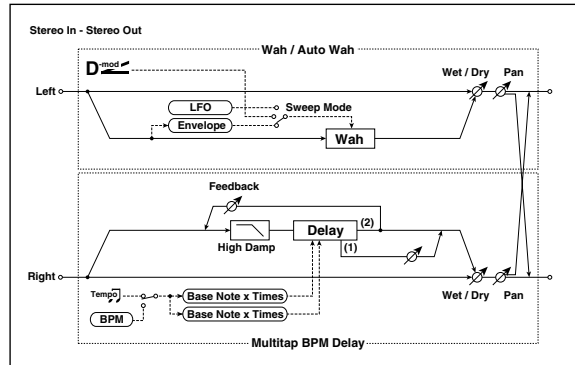 Stereo In - Stereo Out
Wah / Auto Wah
D-mod
Wet / Dry
Pan
Left
LFO
Sweep Mode
Envelope
Wah
Feedback
High Damp
Delay
(2)
(1)
Right
Tempo
BPM
Base Note x Times
Base Note x Times
Wet / Dry
Pan
Multitap BPM Delay